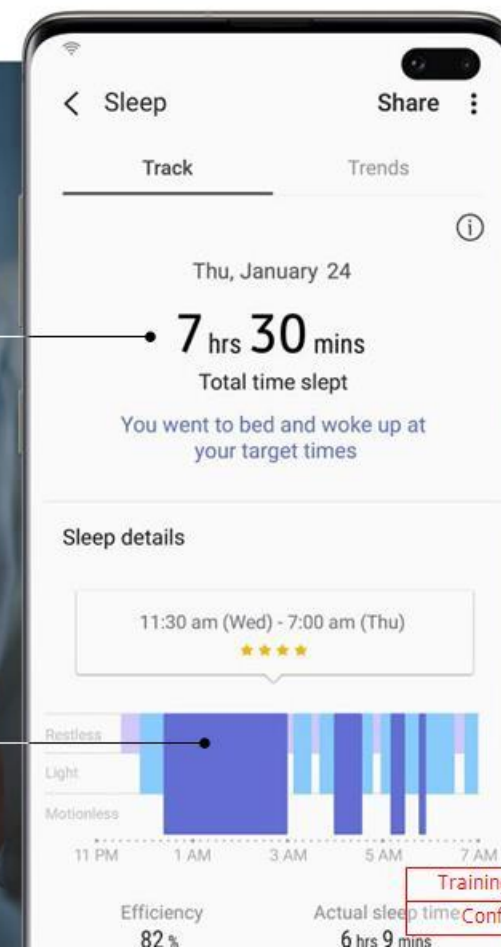 Sleep
Share
Track
Trends
Thu, January 24
7 hrs 30 mins
Total time slept
You went to bed and woke up at
your target times
Sleep details
11:30 am (Wed) - 7:00 am (Thu)
Restless
Light
Motionless
11 PM 1 AM 3 AM 5 AM 7 AM
Efficiency
82 %
Actual sleep time
6 hrs 9 mins